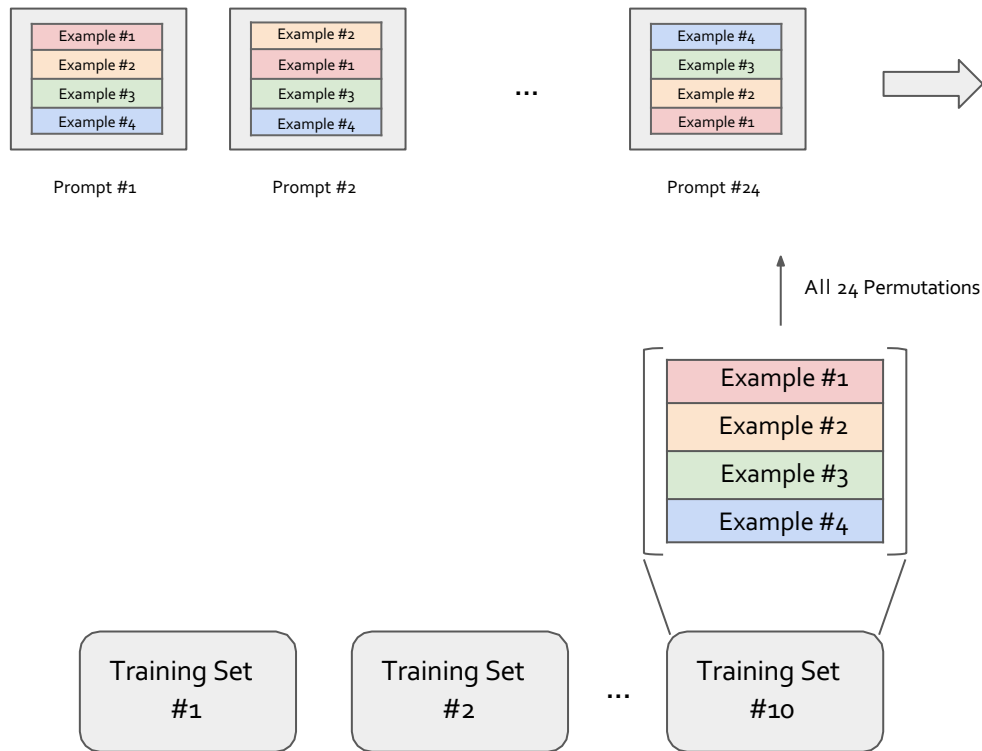 Example #1
Example #2
Example #3
Example #4
Prompt #1
Example #2
Example #1
Example #3
Example #4
Prompt #2
...
Example #4
Example #3
Example #2
Example #1
Prompt #24
All 24 Permutations
Example #1
Example #2
Example #3
Example #4
Training Set
#1
Training Set
#2
...
Training Set
#10